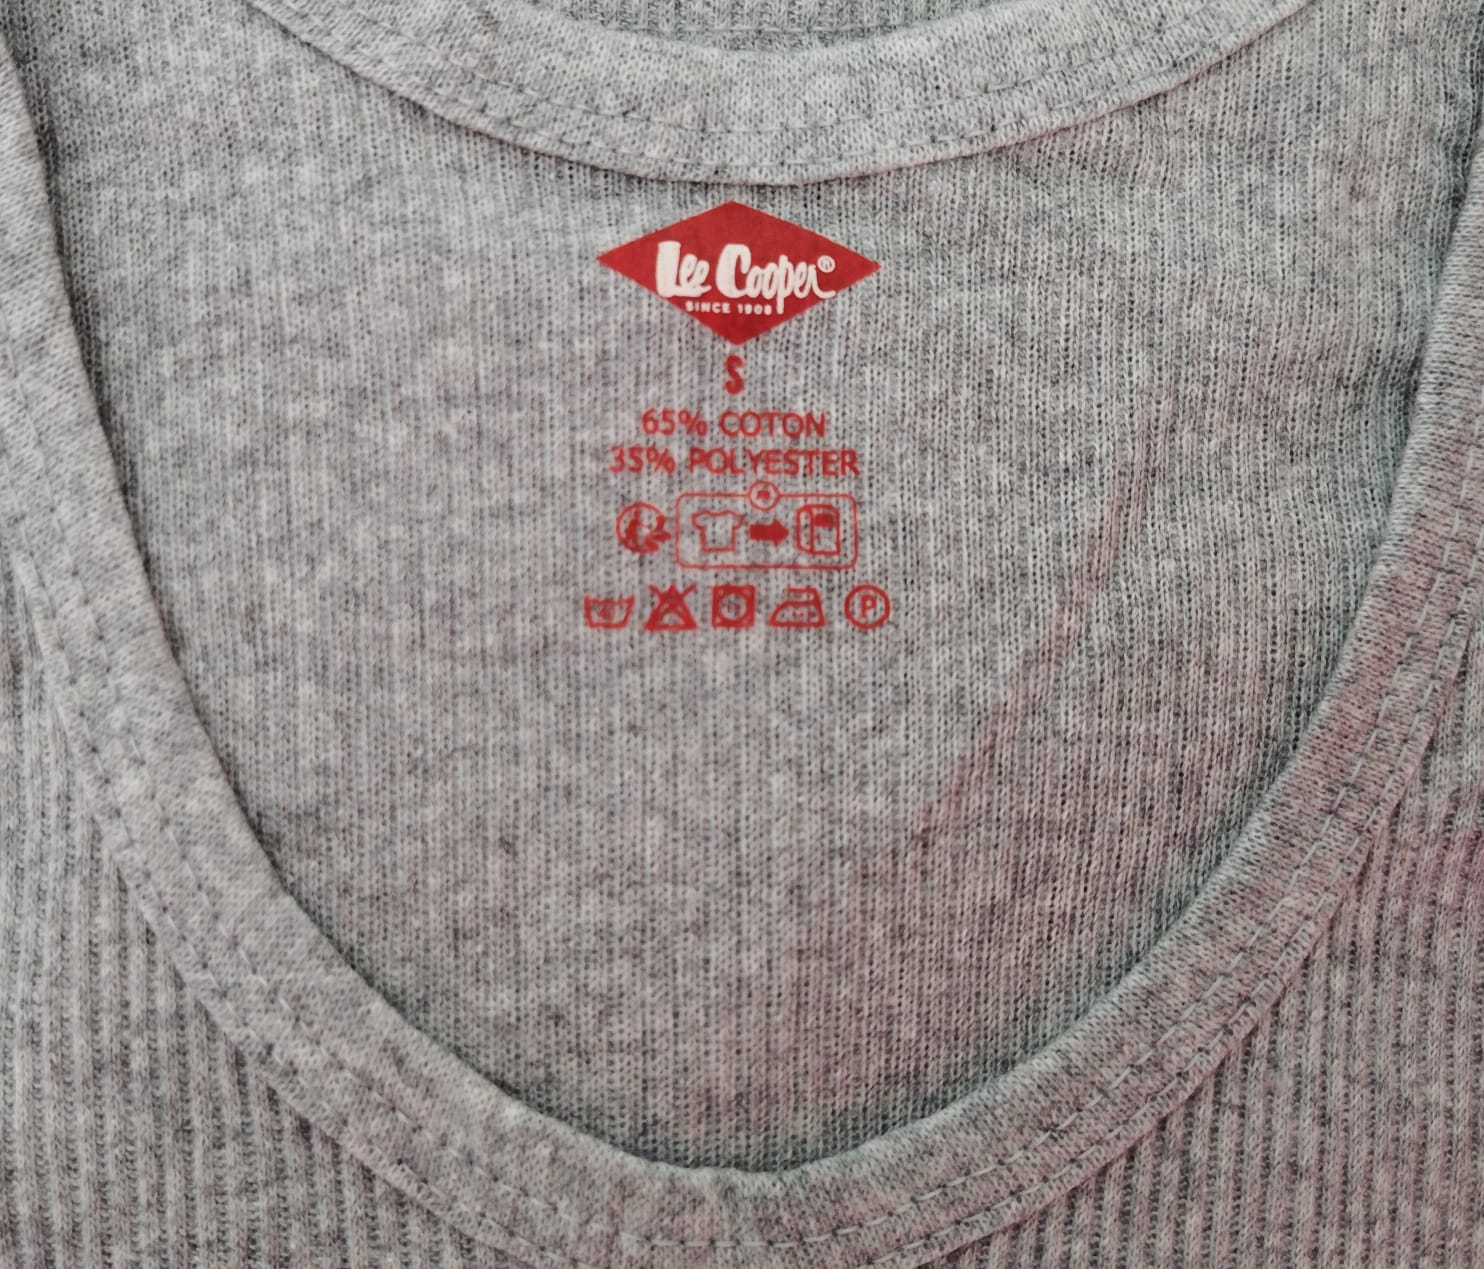 Lee Cooper®
SINCE 1908
S
65% COTON
35% POLYESTER
P